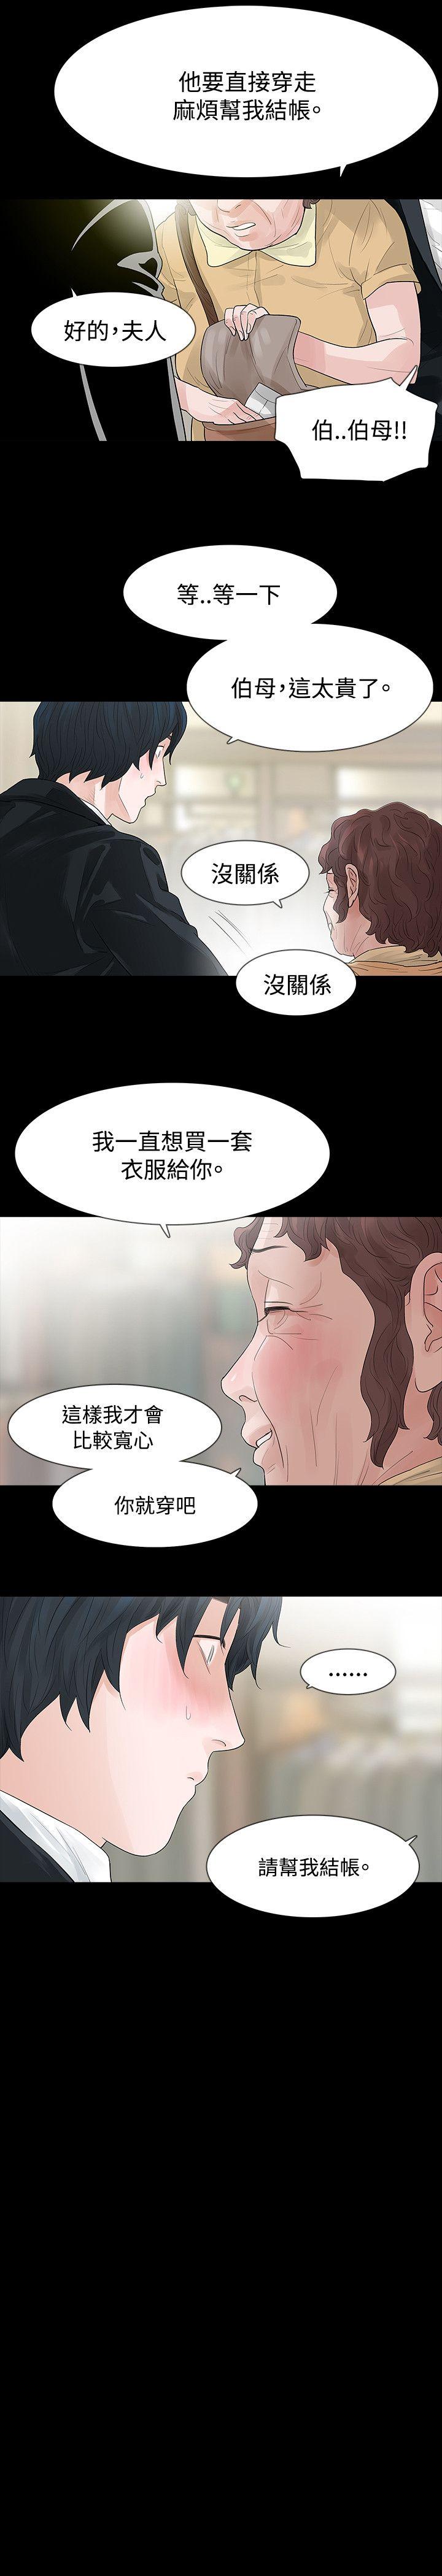 他要直接穿走
麻煩幫我結帳。
好的，夫人
伯..伯母!!
等..等一下
伯母，這太貴了。
沒關係
沒關係
我一直想買一套
衣服給你。
這樣我才會
比較寬心
你就穿吧
......
請幫我結帳。